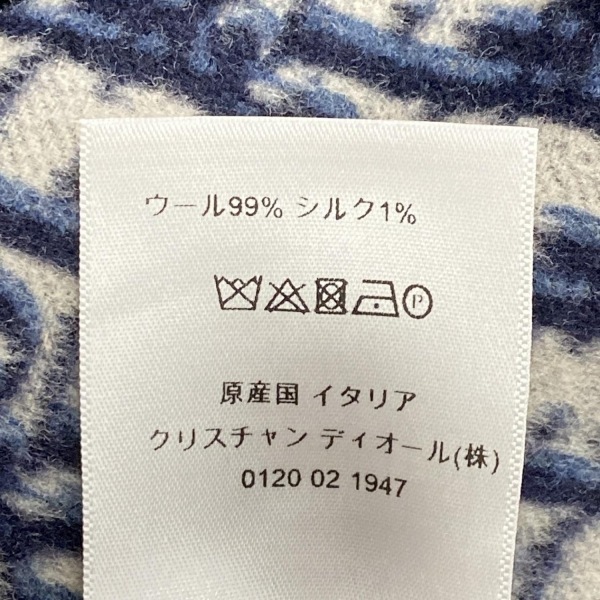 ウール99% シルク1%
P
原産国 イタリア
クリスチャン ディオール(株)
0120 02 1947